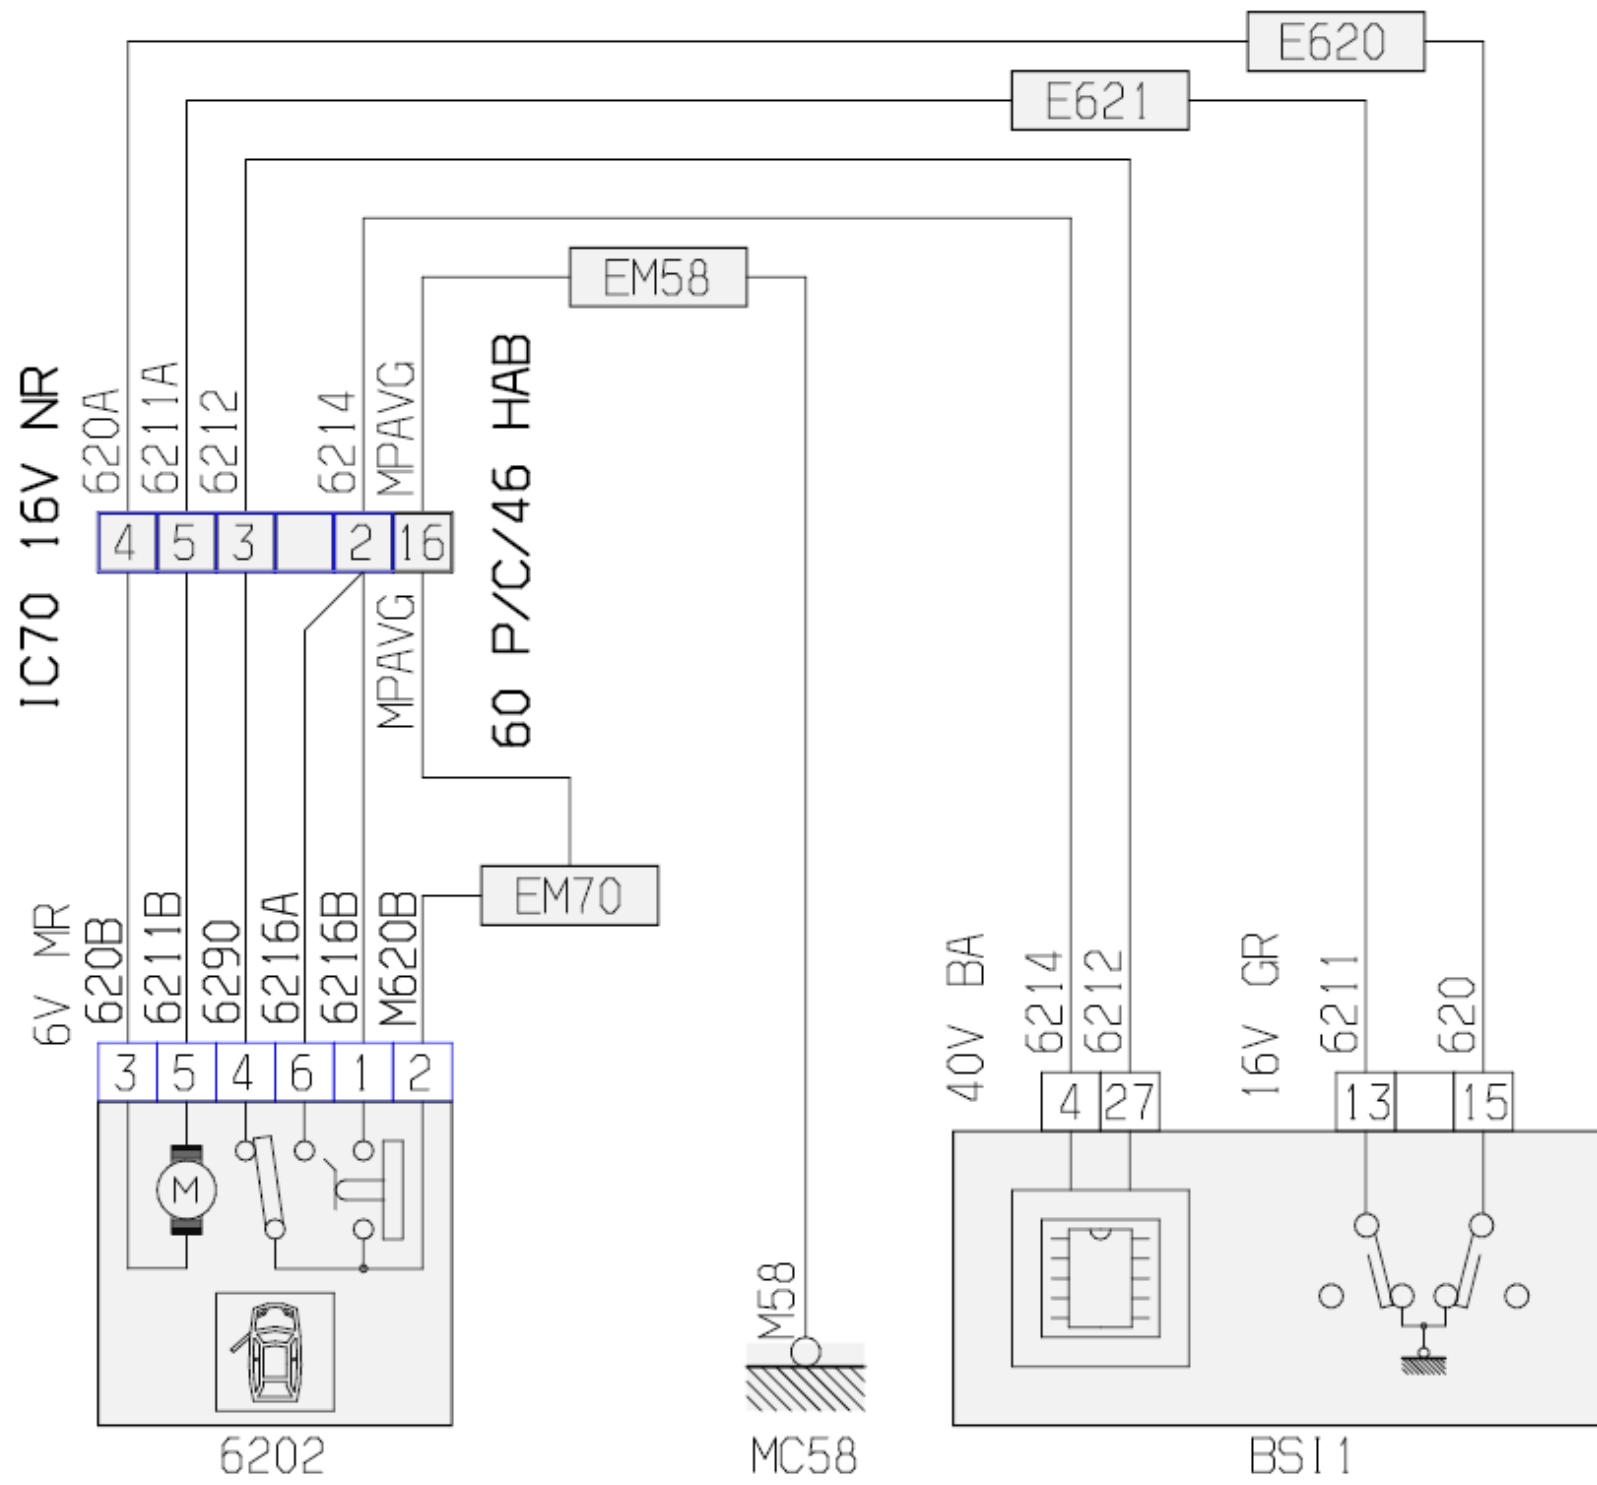 E620
E621
EM58
IC70 16V NR
620A
6211A
6212
6214
MPAVG
60 P/C/46 HAB
4 5 3 2 16
MPAVG
EM70
6V MR
620B
6211B
6290
6216A
6216B
M620B
40V BA
6214
6212
16V GR
6211
620
3 5 4 6 1 2
4 27
13 15
M
M58
6202
MC58
BSI1